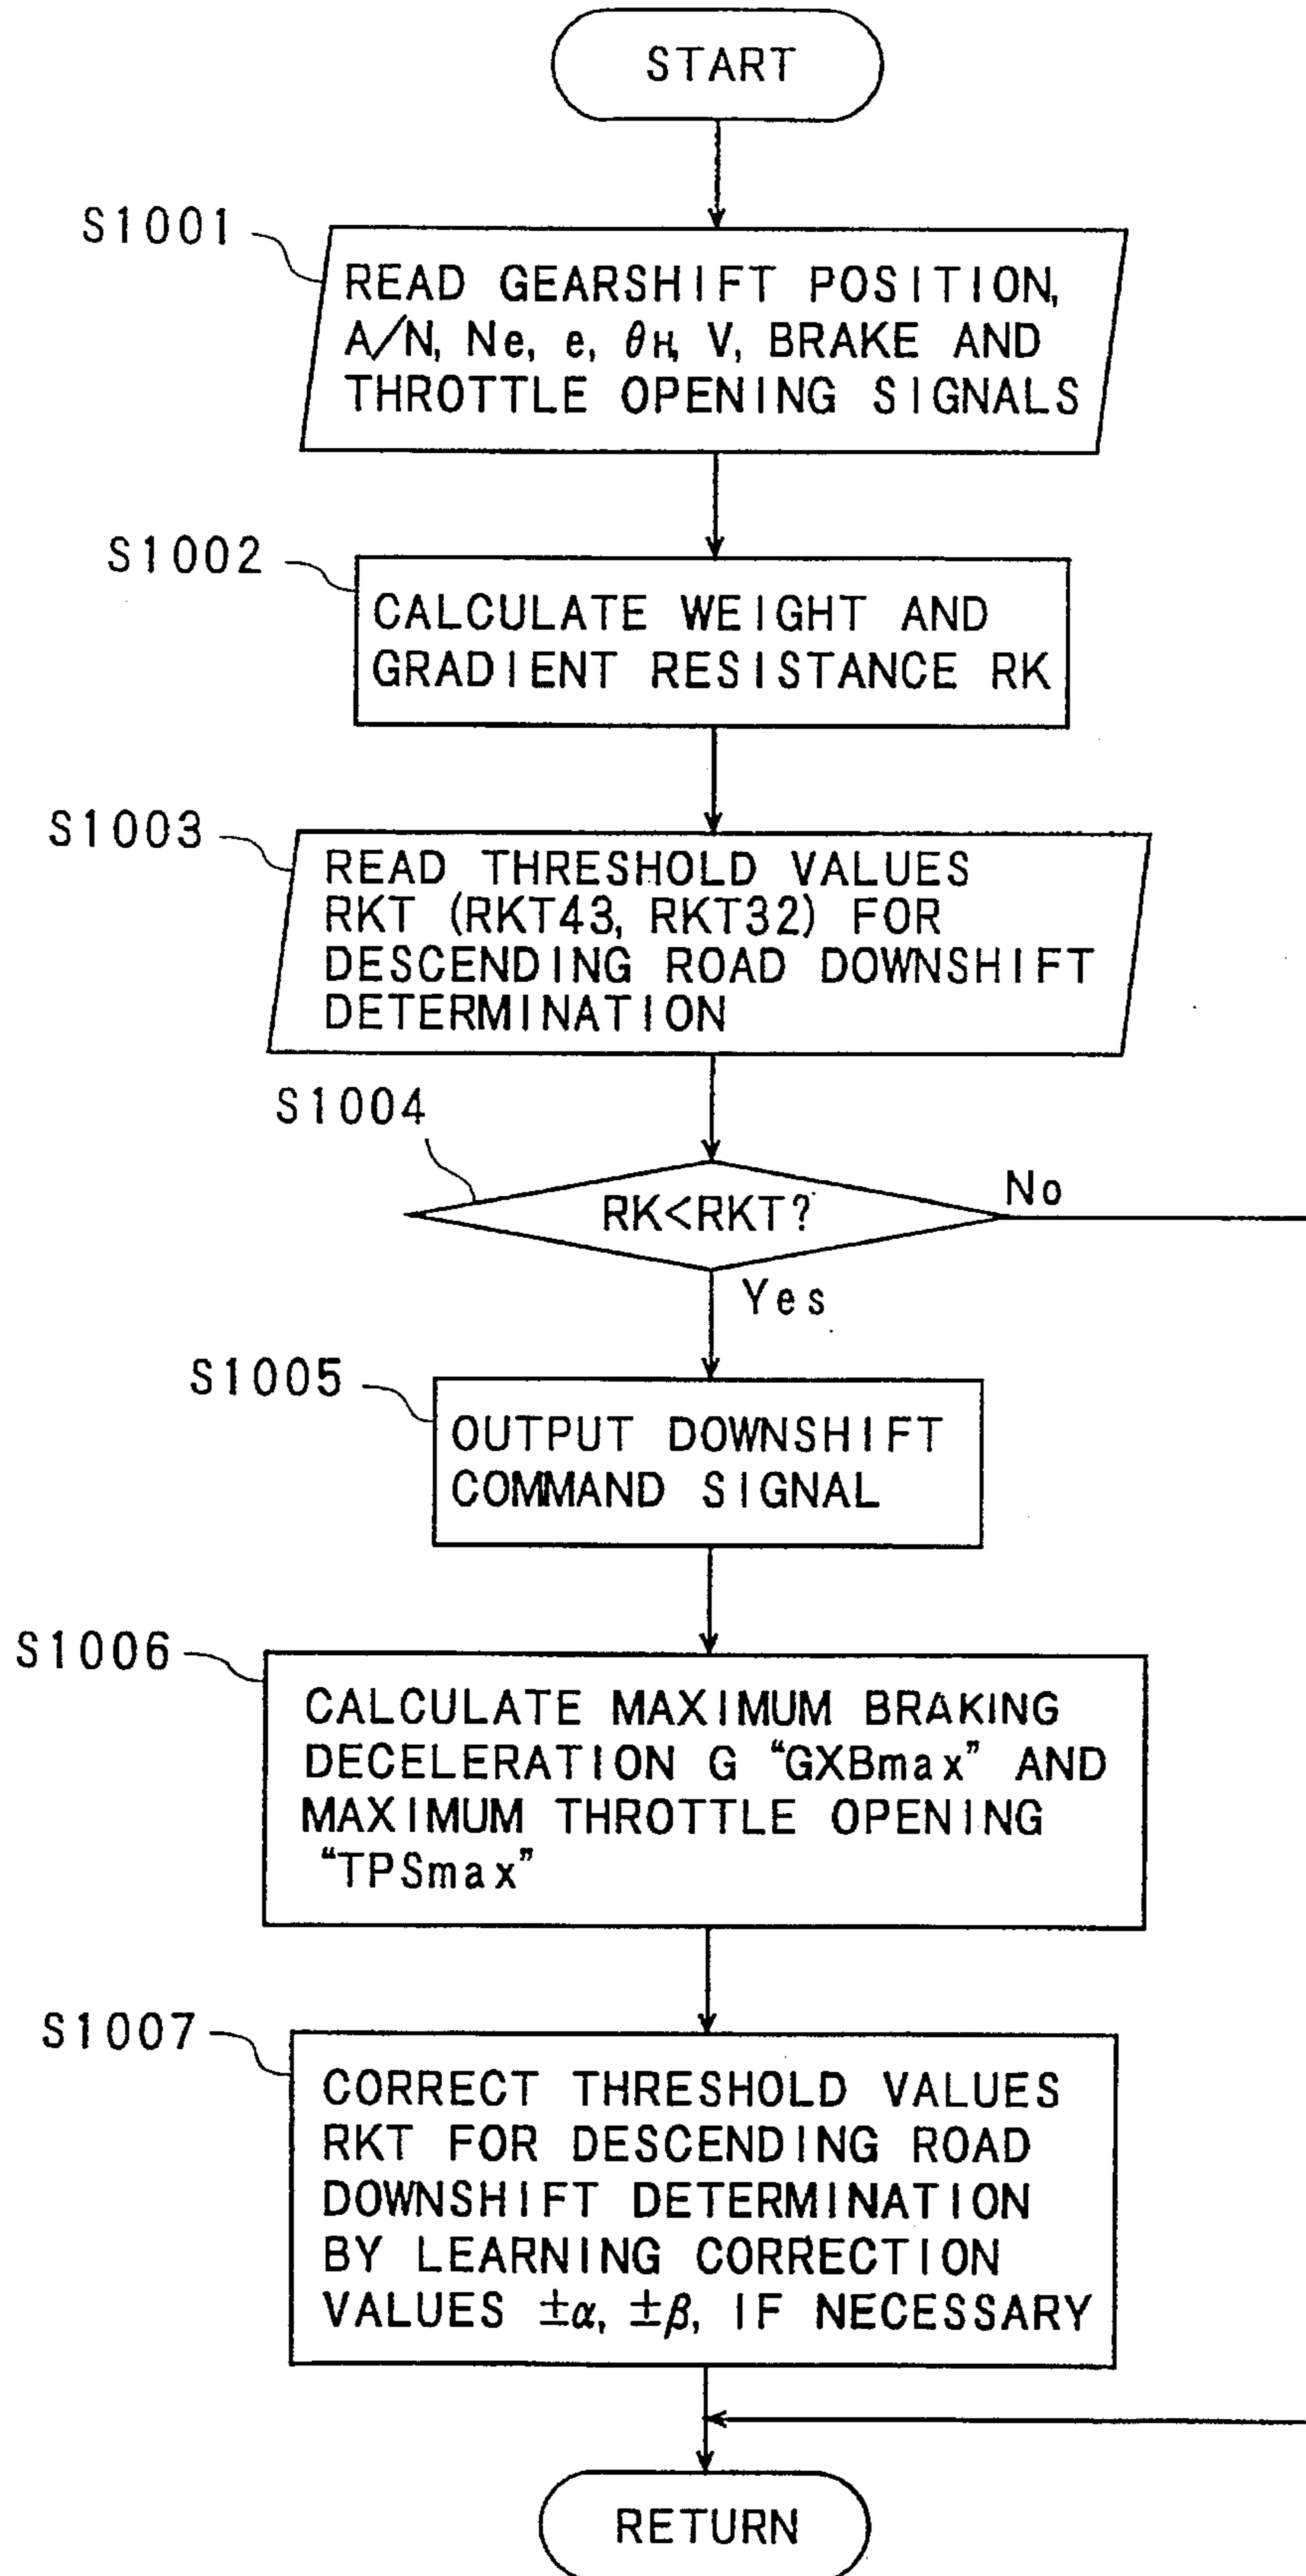 START
S1001
READ GEARSHIFT POSITION,
A/N, Ne, e, θH, V, BRAKE AND
THROTTLE OPENING SIGNALS
S1002
CALCULATE WEIGHT AND
GRADIENT RESISTANCE RK
S1003
READ THRESHOLD VALUES
RKT (RKT43, RKT32) FOR
DESCENDING ROAD DOWNSHIFT
DETERMINATION
S1004
RK<RKT?
No
Yes
S1005
OUTPUT DOWNSHIFT
COMMAND SIGNAL
S1006
CALCULATE MAXIMUM BRAKING
DECELERATION G “GXBmax” AND
MAXIMUM THROTTLE OPENING
“TPSmax”
S1007
CORRECT THRESHOLD VALUES
RKT FOR DESCENDING ROAD
DOWNSHIFT DETERMINATION
BY LEARNING CORRECTION
VALUES ±α, ±β, IF NECESSARY
RETURN